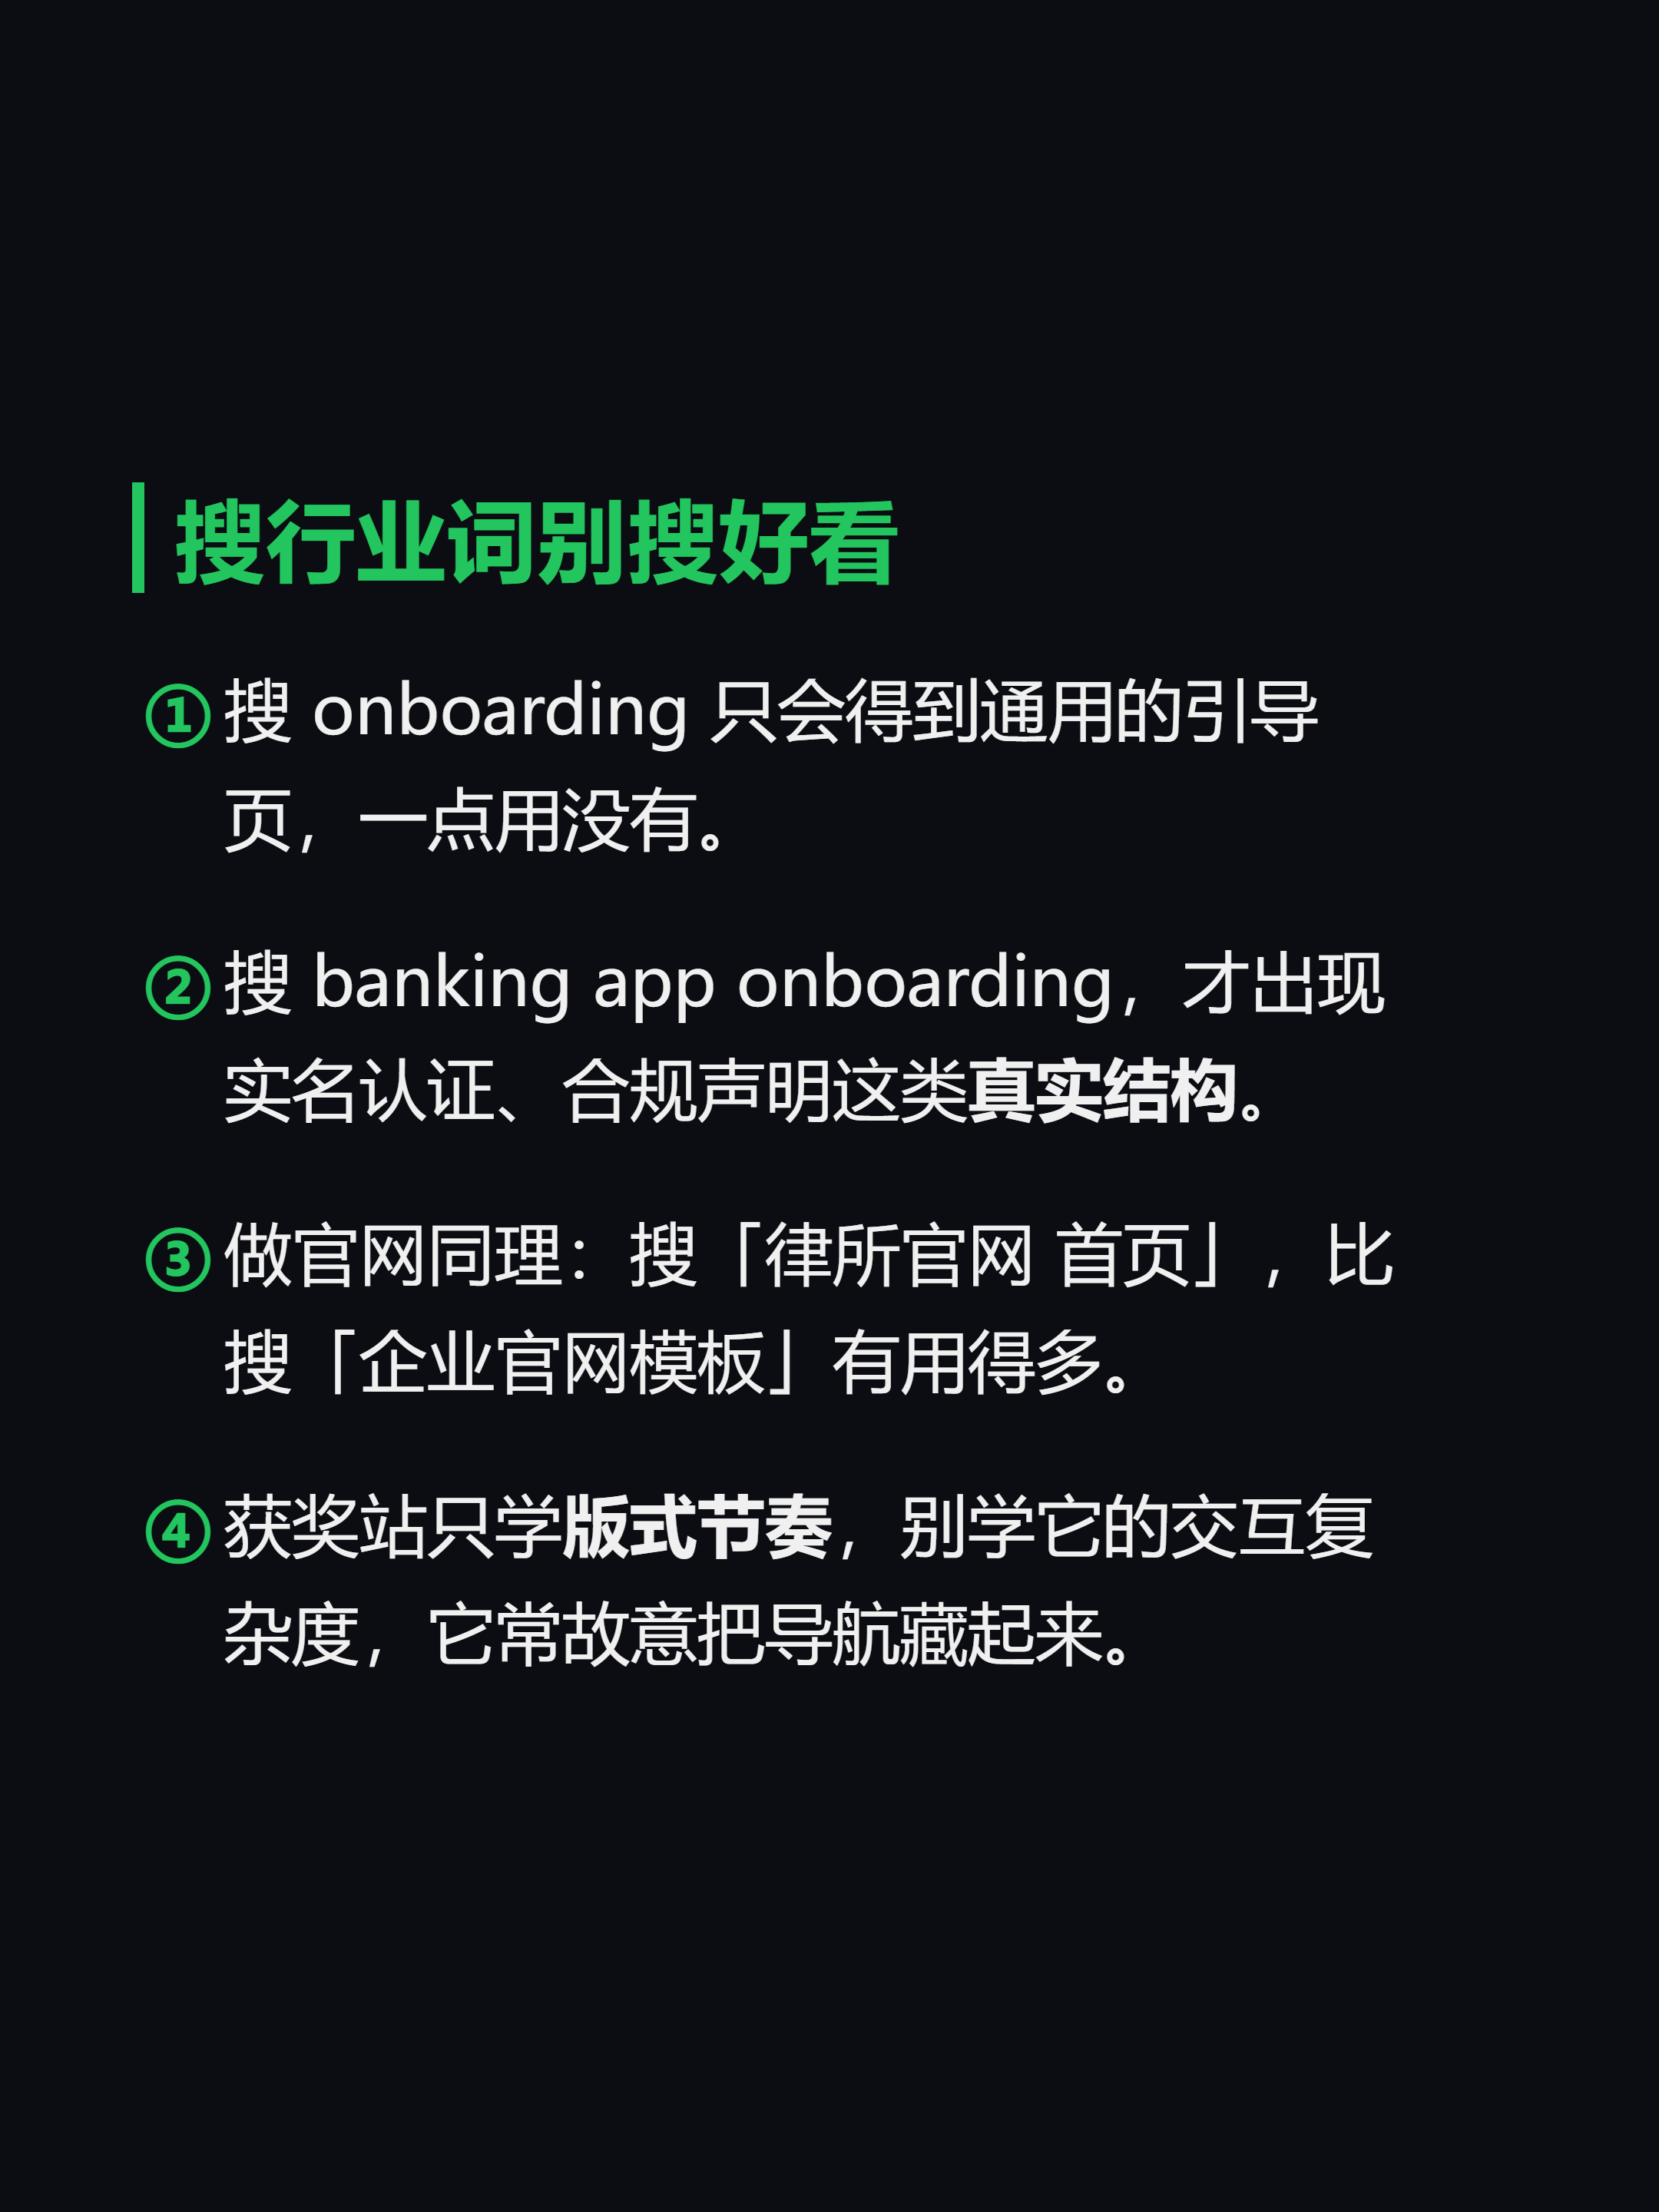 搜行业词别搜好看
①搜 onboarding 只会得到通用的引导
页，一点用没有。
②搜 banking app onboarding，才出现
实名认证、合规声明这类真实结构。
③做官网同理：搜「律所官网 首页」，比
搜「企业官网模板」有用得多。
④获奖站只学版式节奏，别学它的交互复
杂度，它常故意把导航藏起来。